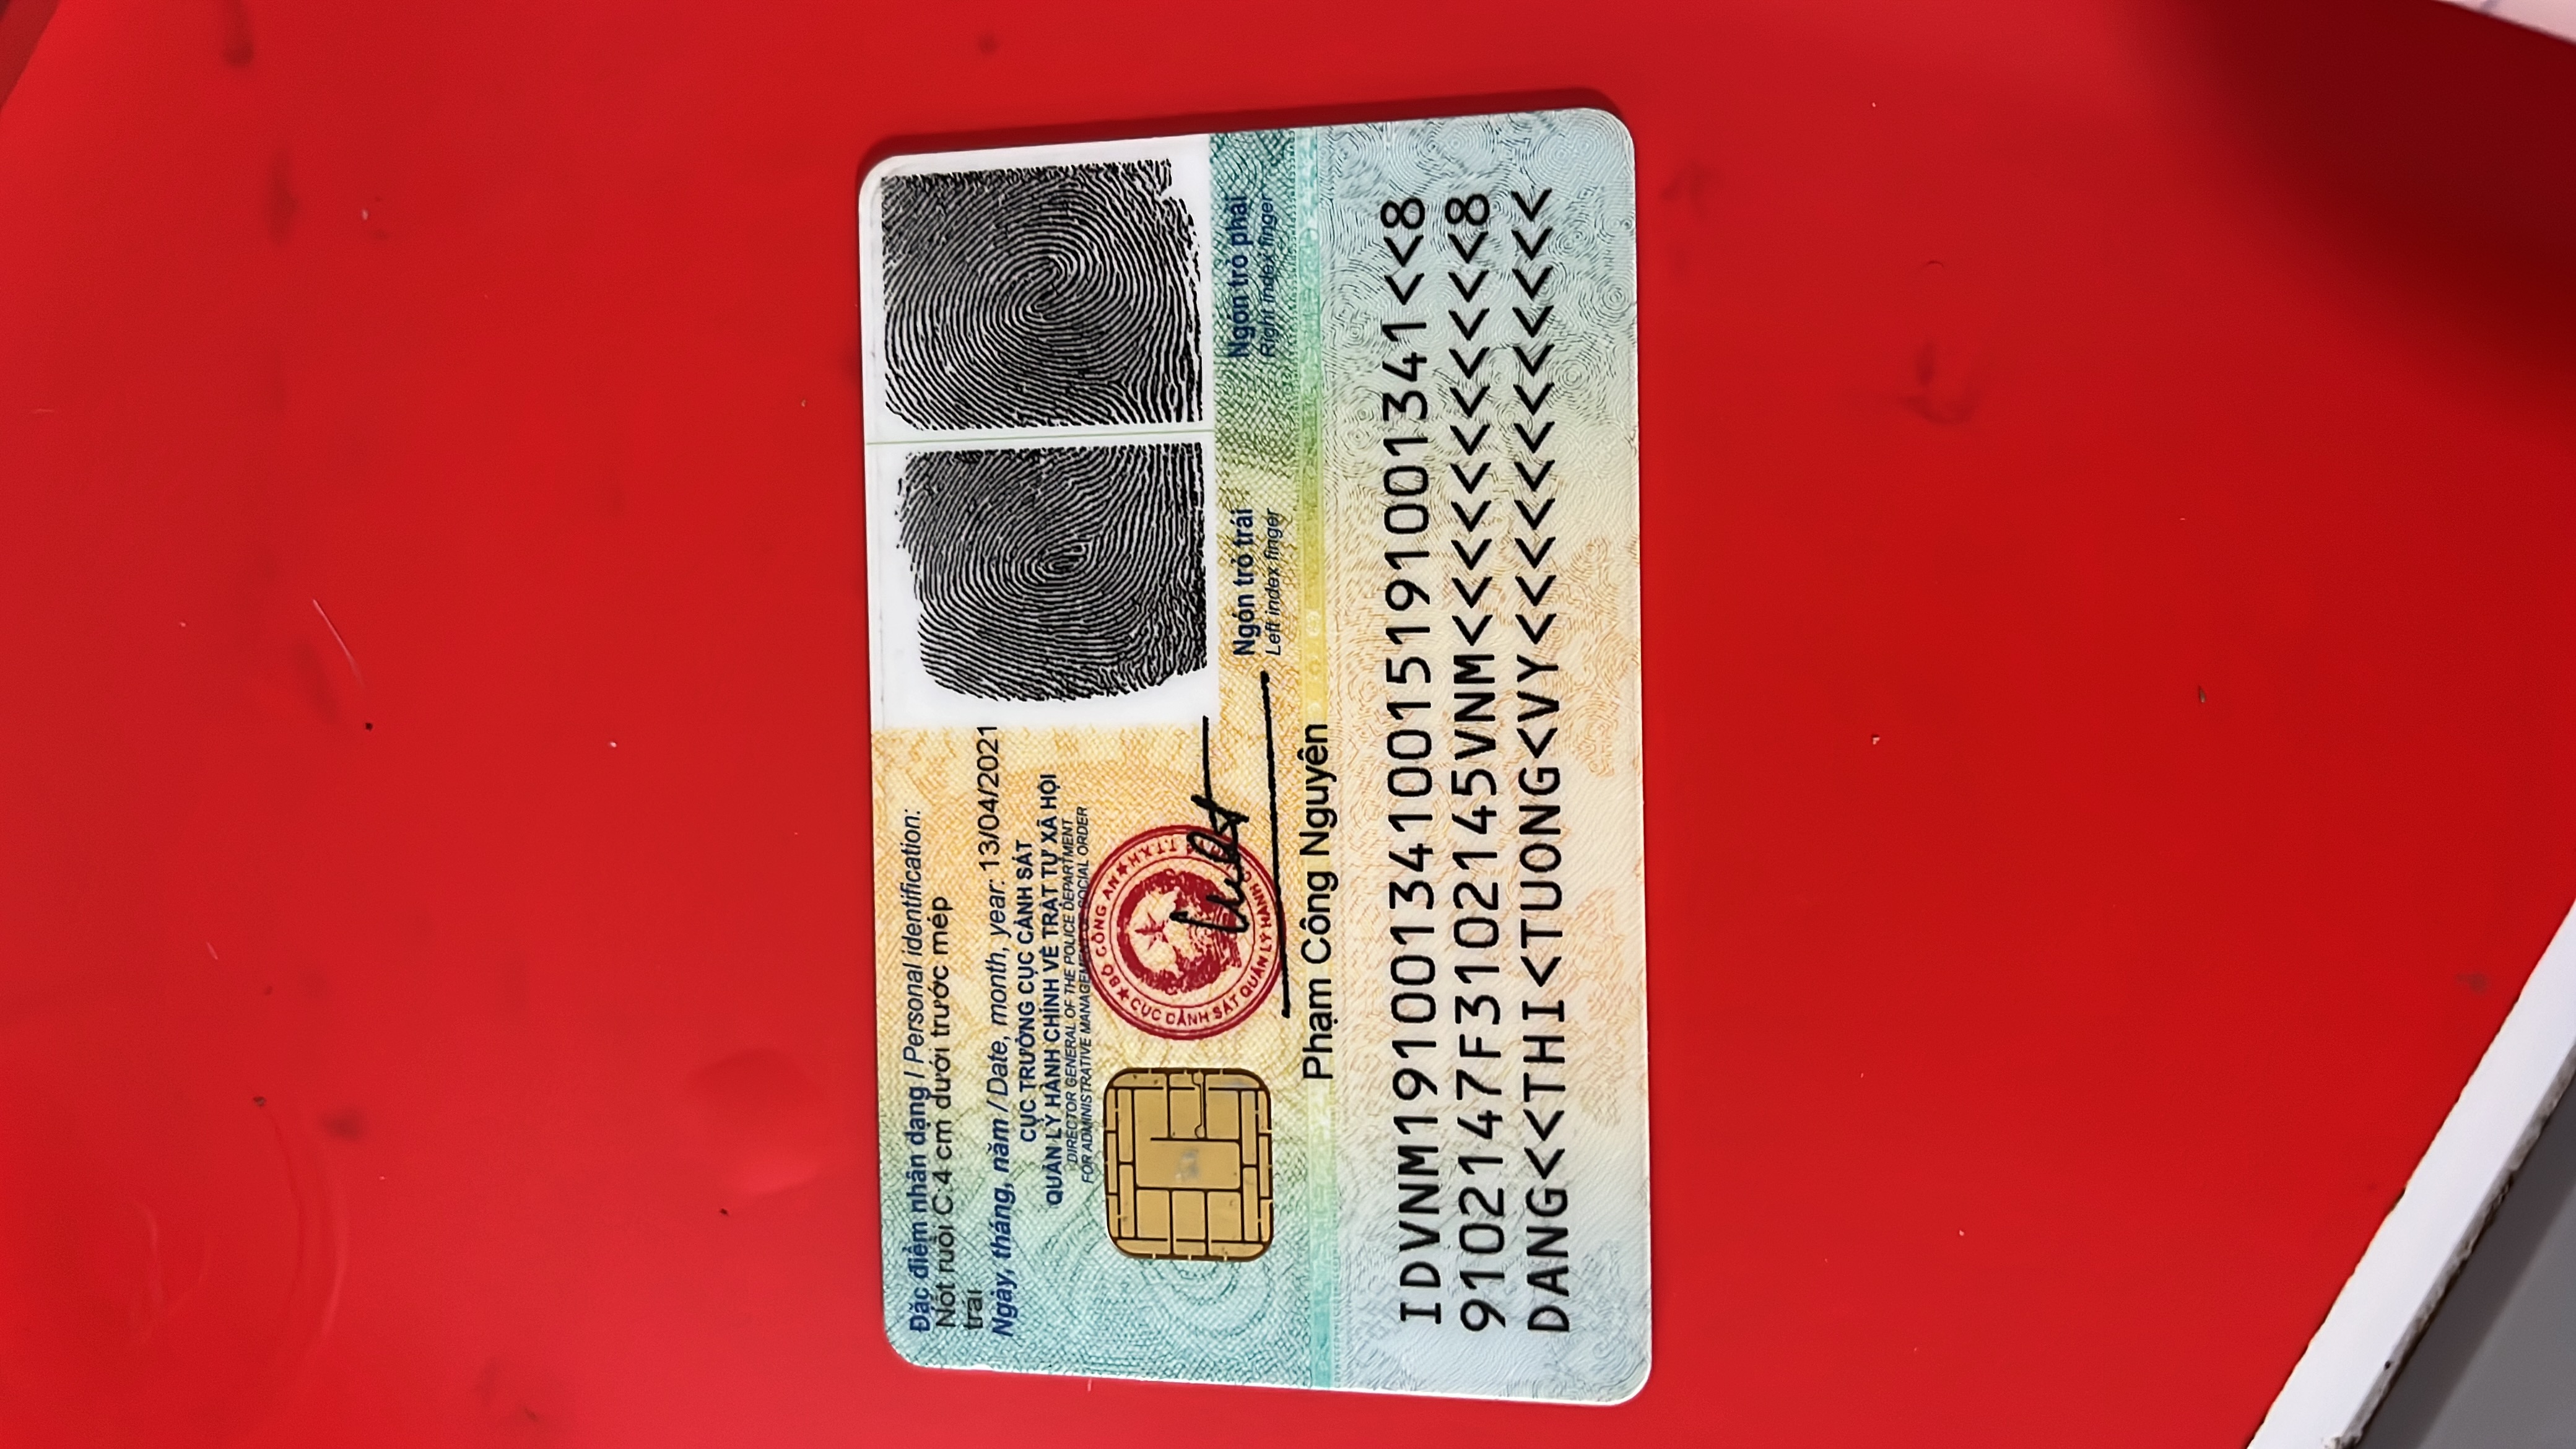 Đặc điểm nhân dạng / Personal identification:
Nốt ruồi C:4 cm dưới trước mép
trái
Ngày, tháng, năm / Date, month, year: 13/04/2021
CỤC TRƯỞNG CỤC CẢNH SÁT
QUẢN LÝ HÀNH CHÍNH VỀ TRẬT TỰ XÃ HỘI
DIRECTOR GENERAL OF THE POLICE DEPARTMENT
FOR ADMINISTRATIVE MANAGEMENT OF SOCIAL ORDER
BỘ CÔNG AN
CỤC CẢNH SÁT QUẢN LÝ HÀNH
Ngón trỏ trái
Left index finger
Ngón trỏ phải
Right index finger
Phạm Công Nguyên
IDVNM1910013410015191001341<<8
9102147F3102145VNM<<<<<<<<<<<8
DANG<<THI<TUONG<VY<<<<<<<<<<<<